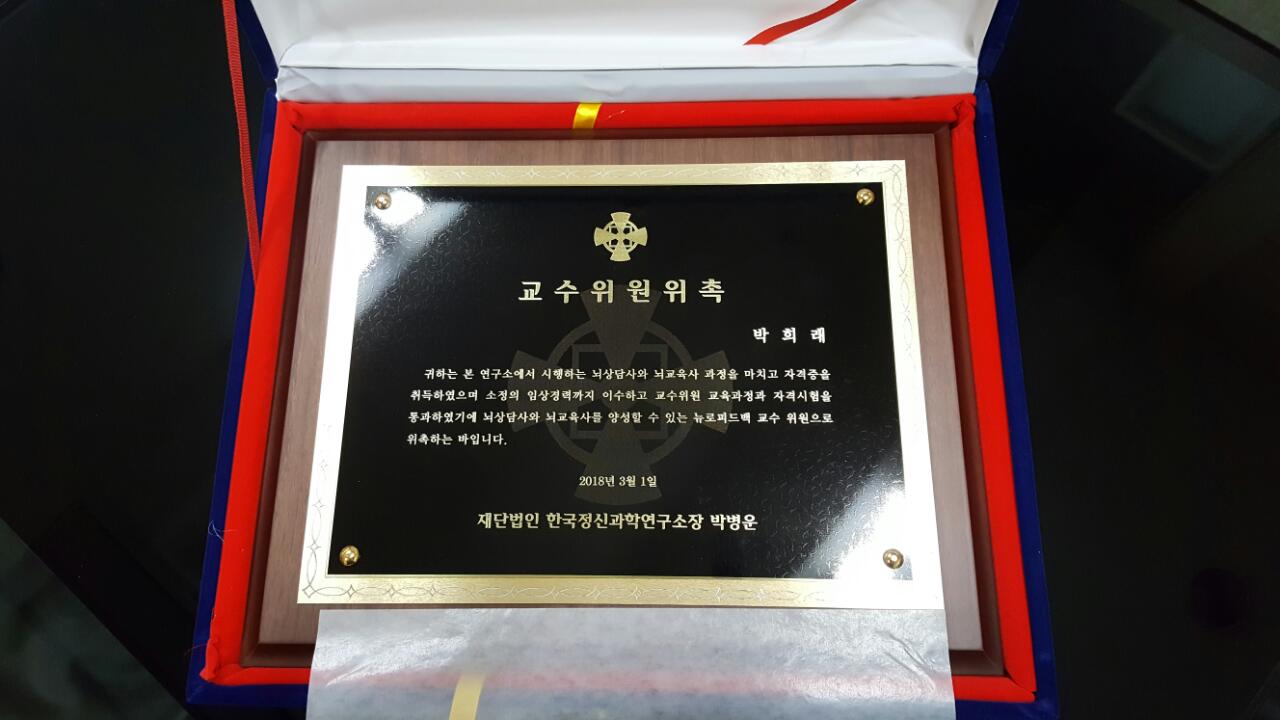 교수위원위촉
박희래
귀하는 본 연구소에서 시행하는 뇌상담사와 뇌교육사 과정을 마치고 자격증을
취득하였으며 소정의 임상경력까지 이수하고 교수위원 교육과정과 자격시험을
통과하였기에 뇌상담사와 뇌교육사를 양성할 수 있는 뉴로피드백 교수 위원으로
위촉하는 바입니다.
2018년 3월 1일
재단법인 한국정신과학연구소장 박병운